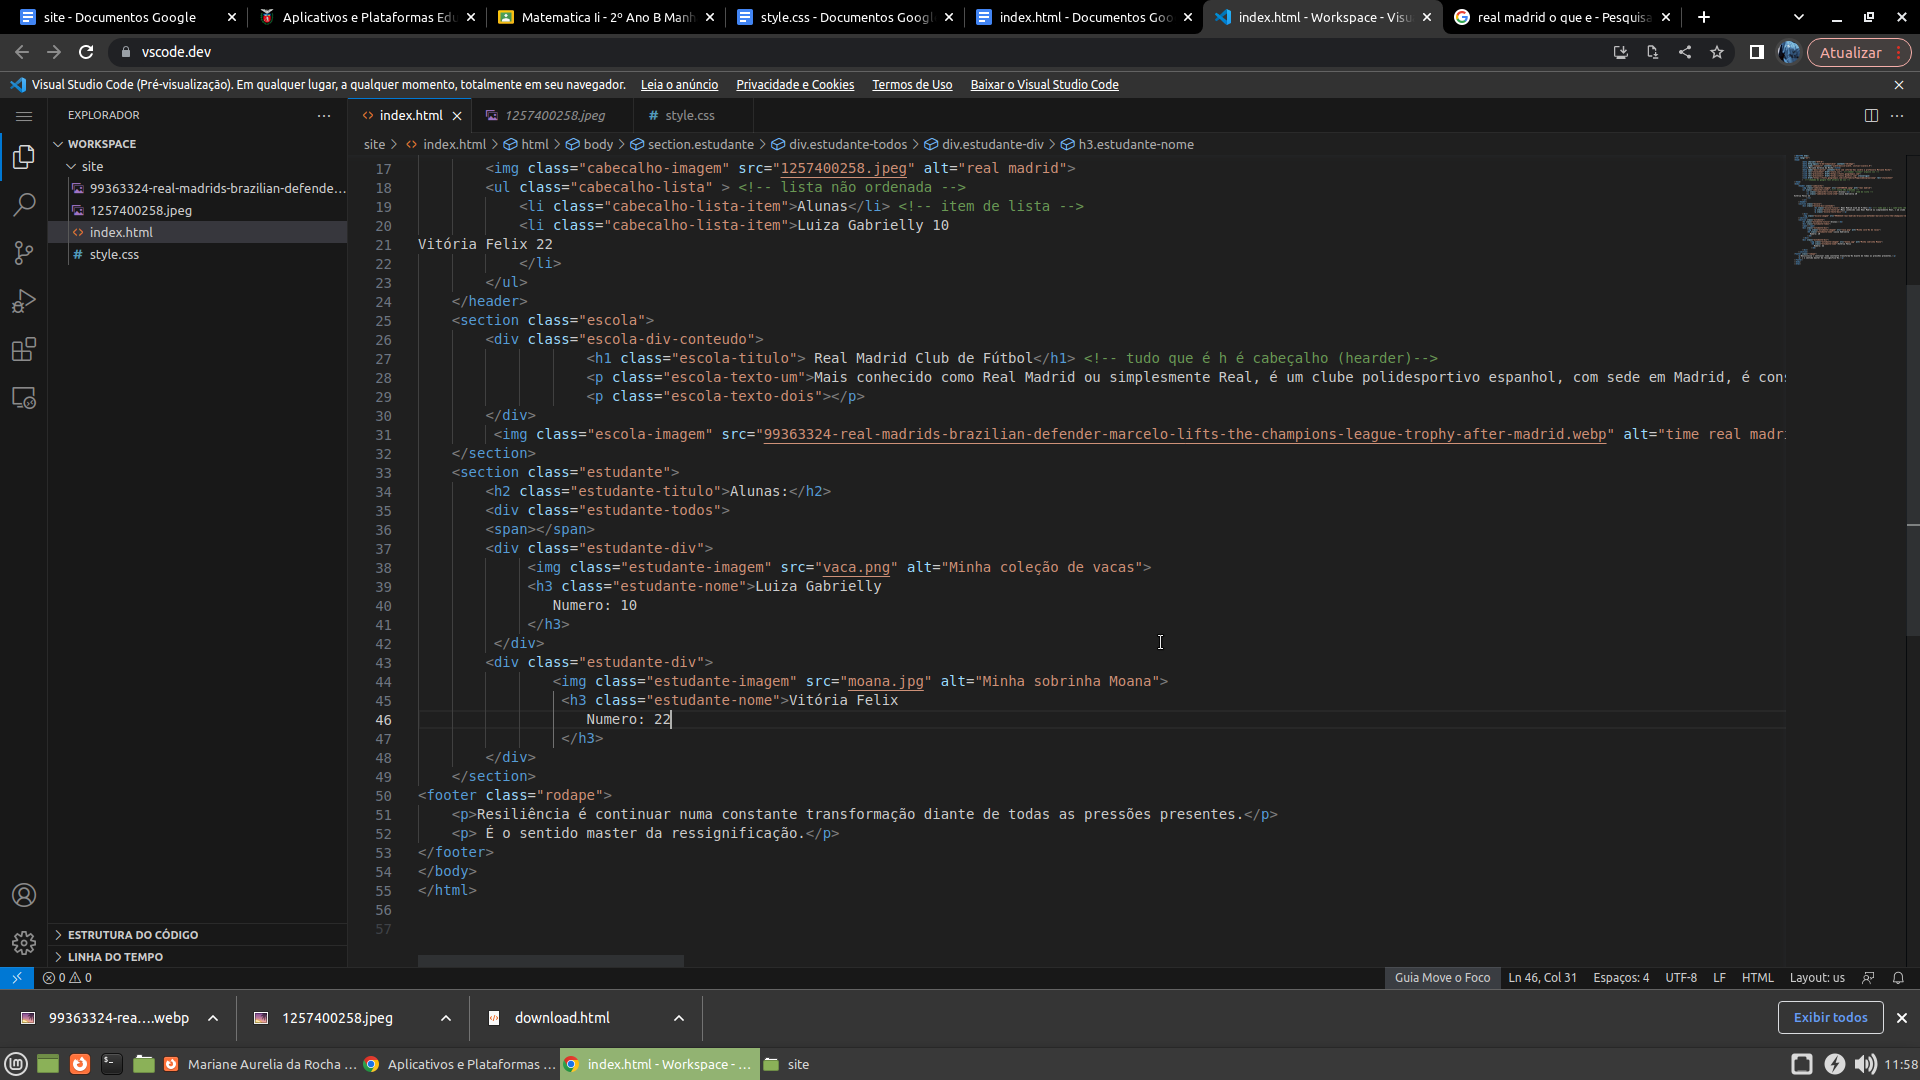 site - Documentos Google
Aplicativos e Plataformas Edu
Matematica Ii - 2º Ano B Manh
style.css - Documentos Googl
index.html - Documentos Goo
index.html - Workspace - Visu
real madrid o que e - Pesquisa
vscode.dev
Atualizar
Visual Studio Code (Pré-visualização). Em qualquer lugar, a qualquer momento, totalmente em seu navegador. Leia o anúncio Privacidade e Cookies Termos de Uso Baixar o Visual Studio Code
EXPLORADOR
WORKSPACE
site
99363324-real-madrids-brazilian-defende...
1257400258.jpeg
index.html
style.css
ESTRUTURA DO CÓDIGO
LINHA DO TEMPO
index.html
1257400258.jpeg
style.css
site > index.html > html > body > section.estudante > div.estudante-todos > div.estudante-div > h3.estudante-nome
17 <img class="cabecalho-imagem" src="1257400258.jpeg" alt="real madrid">
18 <ul class="cabecalho-lista" > <!-- lista não ordenada -->
19 <li class="cabecalho-lista-item">Alunas</li> <!-- item de lista -->
20 <li class="cabecalho-lista-item">Luiza Gabrielly 10
21 Vitória Felix 22
22 </li>
23 </ul>
24 </header>
25 <section class="escola">
26 <div class="escola-div-conteudo">
27 <h1 class="escola-titulo"> Real Madrid Club de Fútbol</h1> <!-- tudo que é h é cabeçalho (hearder)-->
28 <p class="escola-texto-um">Mais conhecido como Real Madrid ou simplesmente Real, é um clube polidesportivo espanhol, com sede em Madrid, é cons
29 <p class="escola-texto-dois"></p>
30 </div>
31 <img class="escola-imagem" src="99363324-real-madrids-brazilian-defender-marcelo-lifts-the-champions-league-trophy-after-madrid.webp" alt="time real madri
32 </section>
33 <section class="estudante">
34 <h2 class="estudante-titulo">Alunas:</h2>
35 <div class="estudante-todos">
36 <span></span>
37 <div class="estudante-div">
38 <img class="estudante-imagem" src="vaca.png" alt="Minha coleção de vacas">
39 <h3 class="estudante-nome">Luiza Gabrielly
40 Numero: 10
41 </h3>
42 </div>
43 <div class="estudante-div">
44 <img class="estudante-imagem" src="moana.jpg" alt="Minha sobrinha Moana">
45 <h3 class="estudante-nome">Vitória Felix
46 Numero: 22
47 </h3>
48 </div>
49 </section>
50 <footer class="rodape">
51 <p>Resiliência é continuar numa constante transformação diante de todas as pressões presentes.</p>
52 <p> É o sentido master da ressignificação.</p>
53 </footer>
54 </body>
55 </html>
56
57
0 0
Guia Move o Foco
Ln 46, Col 31
Espaços: 4
UTF-8
LF
HTML
Layout: us
99363324-rea....webp
1257400258.jpeg
download.html
Exibir todos
Mariane Aurelia da Rocha ...
Aplicativos e Plataformas ...
index.html - Workspace - ...
site
11:58